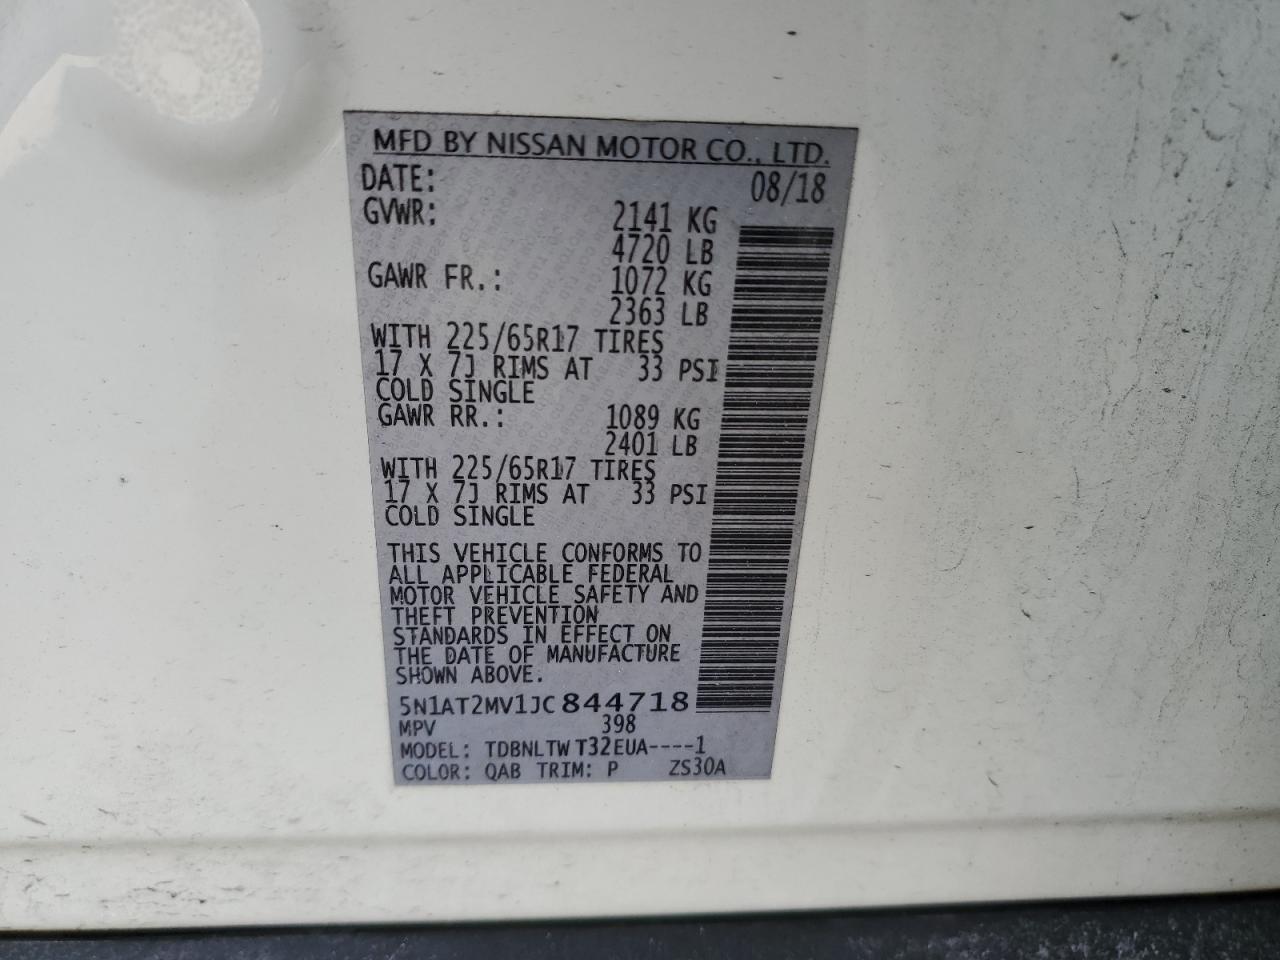 MFD BY NISSAN MOTOR CO., LTD.
DATE: 08/18
GVWR: 2141 KG
4720 LB
GAWR FR.: 1072 KG
2363 LB
WITH 225/65R17 TIRES
17 X 7J RIMS AT 33 PSI
COLD SINGLE
GAWR RR.: 1089 KG
2401 LB
WITH 225/65R17 TIRES
17 X 7J RIMS AT 33 PSI
COLD SINGLE
THIS VEHICLE CONFORMS TO
ALL APPLICABLE FEDERAL
MOTOR VEHICLE SAFETY AND
THEFT PREVENTION
STANDARDS IN EFFECT ON
THE DATE OF MANUFACTURE
SHOWN ABOVE.
5N1AT2MV1JC844718
MPV 398
MODEL: TDBNLTWT32EUA----1
COLOR: QAB TRIM: P ZS30A